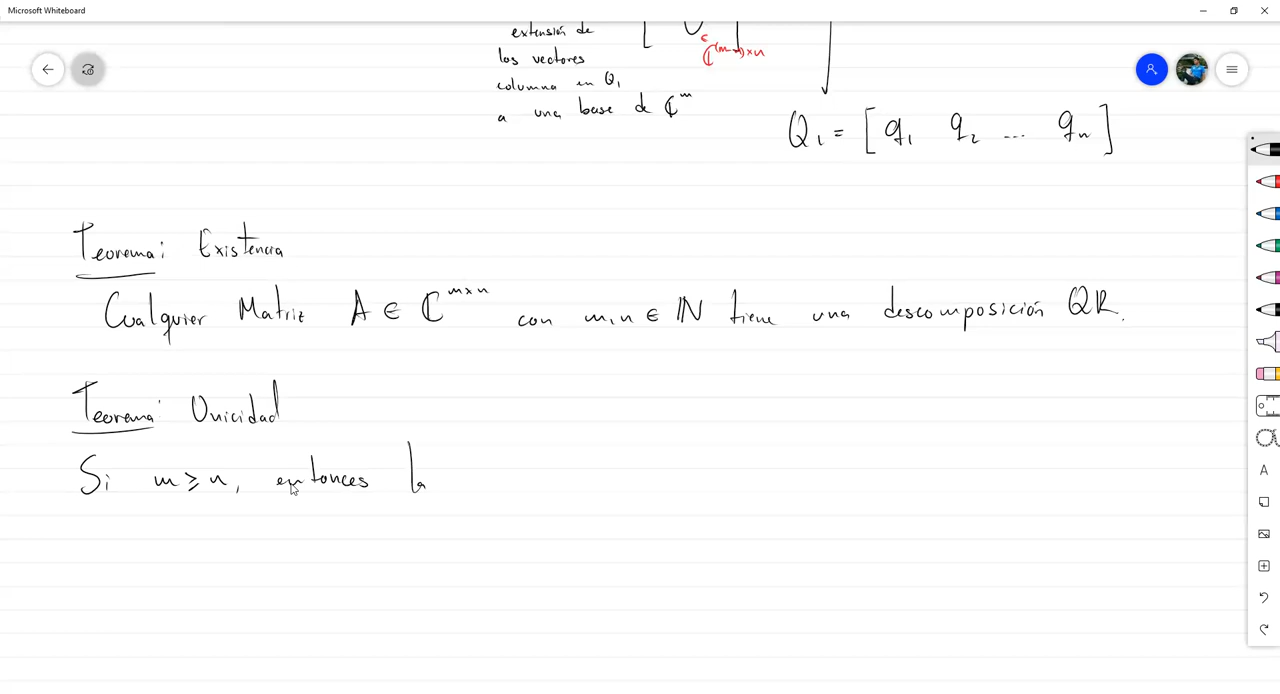 Microsoft Whiteboard
extensión de
los vectores
columna en Q₁
a una base de ℂᵐ
∈ ℂ^(m-n)×n
Q₁ = [ q₁ q₂ ... qₙ ]
Teorema: Existencia
Cualquier Matriz A ∈ ℂ^m×n con m,n ∈ ℕ tiene una descomposición QR.
Teorema: Unicidad
Si m ≥ n, entonces la
A